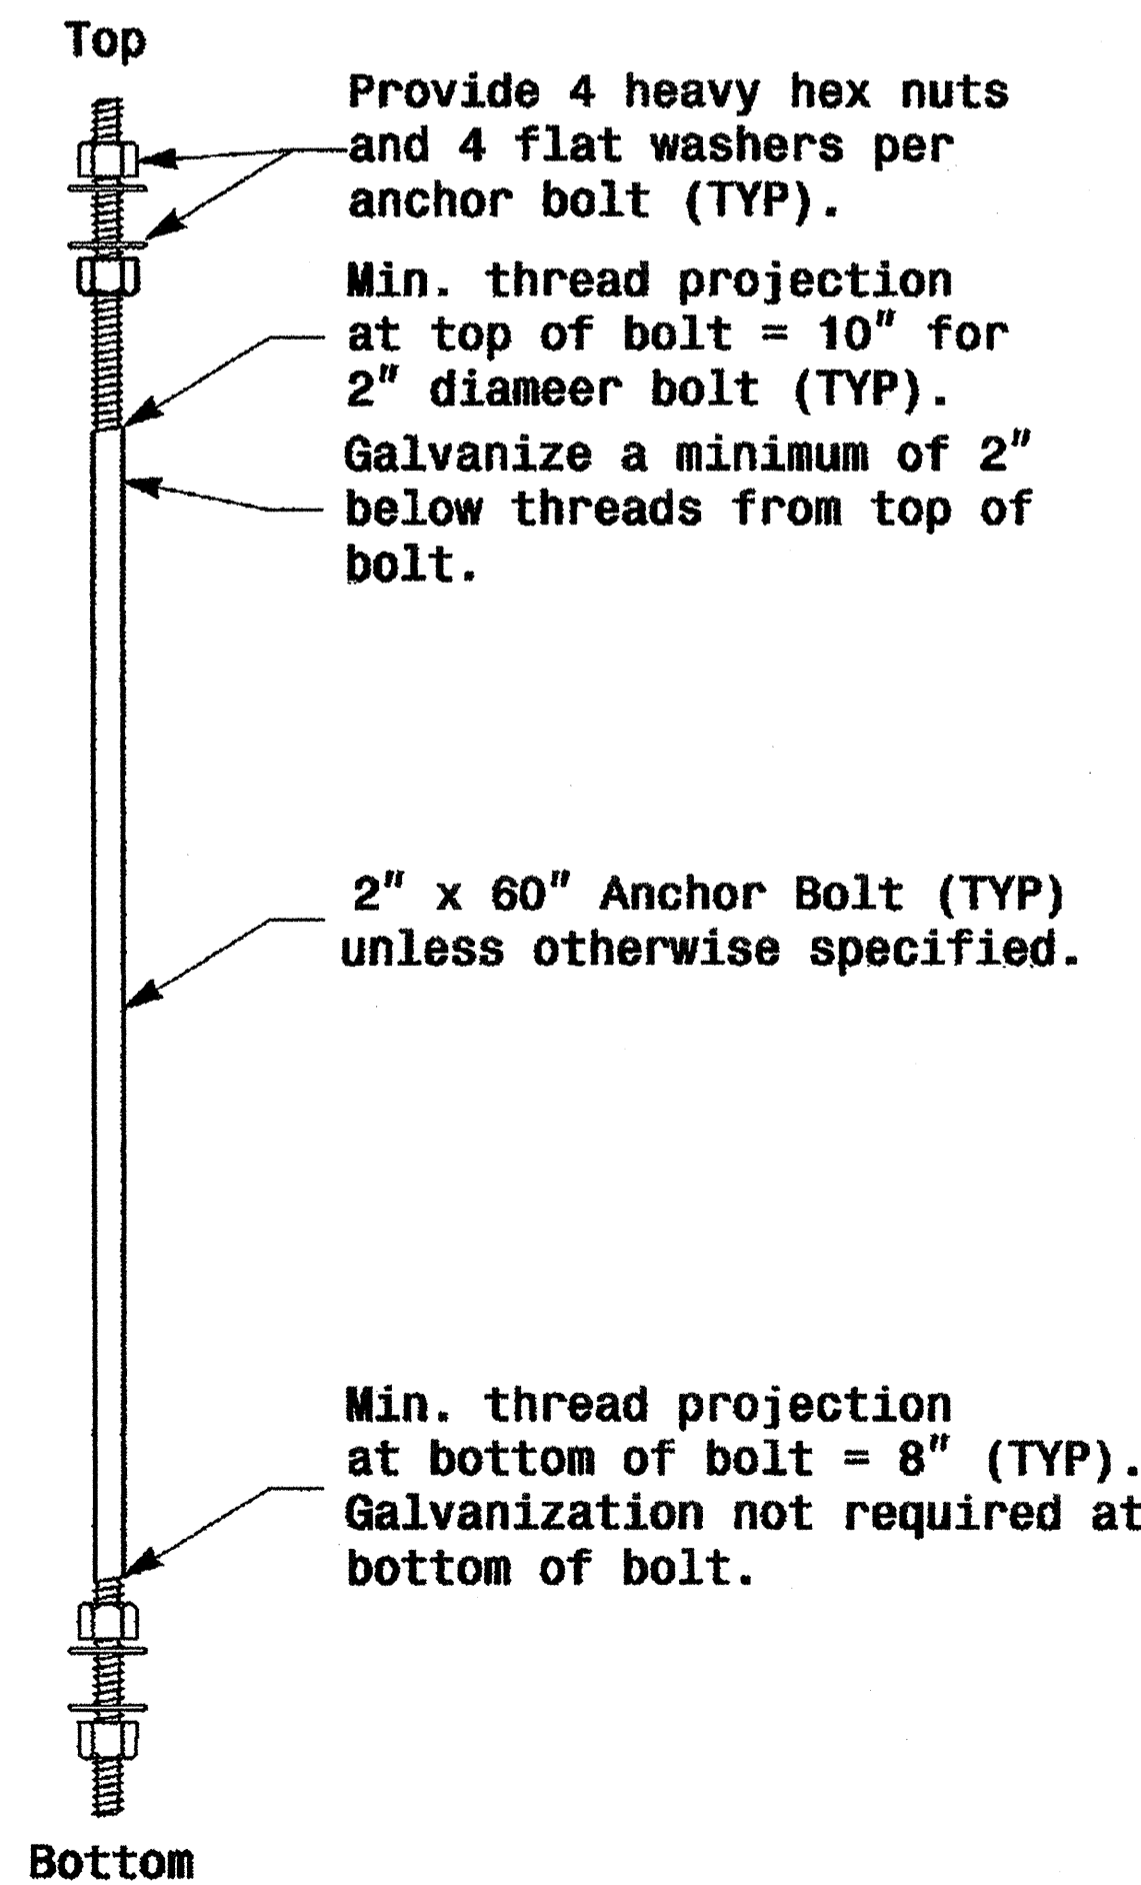 Top
Provide 4 heavy hex nuts
and 4 flat washers per
anchor bolt (TYP).
Min. thread projection
at top of bolt = 10" for
2" diameer bolt (TYP).
Galvanize a minimum of 2"
below threads from top of
bolt.
2" x 60" Anchor Bolt (TYP)
unless otherwise specified.
Min. thread projection
at bottom of bolt = 8" (TYP).
Galvanization not required at
bottom of bolt.
Bottom